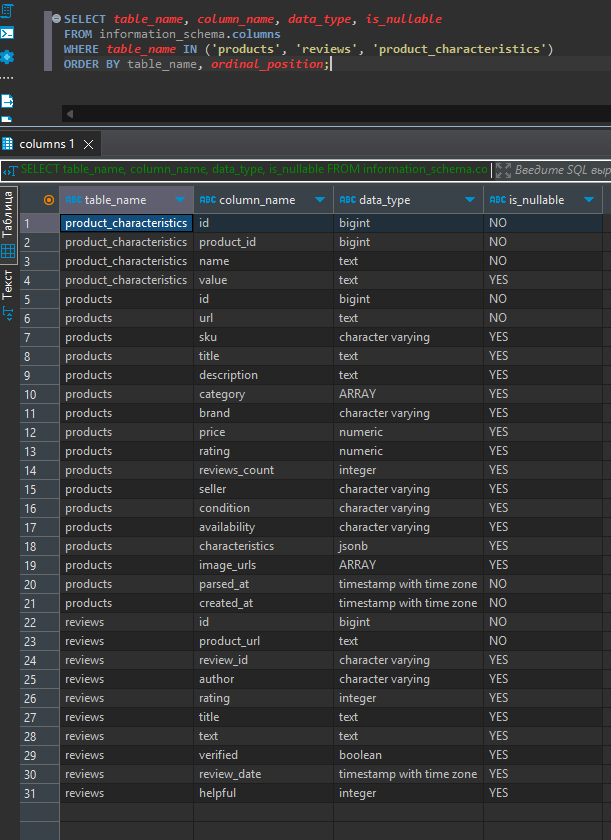 SELECT table_name, column_name, data_type, is_nullable
FROM information_schema.columns
WHERE table_name IN ('products', 'reviews', 'product_characteristics')
ORDER BY table_name, ordinal_position;
columns 1
SELECT table_name, column_name, data_type, is_nullable FROM information_schema.co
Введите SQL выр
Таблица
Текст
ABC table_name ABC column_name ABC data_type ABC is_nullable
1 product_characteristics id bigint NO
2 product_characteristics product_id bigint NO
3 product_characteristics name text NO
4 product_characteristics value text YES
5 products id bigint NO
6 products url text NO
7 products sku character varying YES
8 products title text YES
9 products description text YES
10 products category ARRAY YES
11 products brand character varying YES
12 products price numeric YES
13 products rating numeric YES
14 products reviews_count integer YES
15 products seller character varying YES
16 products condition character varying YES
17 products availability character varying YES
18 products characteristics jsonb YES
19 products image_urls ARRAY YES
20 products parsed_at timestamp with time zone NO
21 products created_at timestamp with time zone NO
22 reviews id bigint NO
23 reviews product_url text NO
24 reviews review_id character varying YES
25 reviews author character varying YES
26 reviews rating integer YES
27 reviews title text YES
28 reviews text text YES
29 reviews verified boolean YES
30 reviews review_date timestamp with time zone YES
31 reviews helpful integer YES